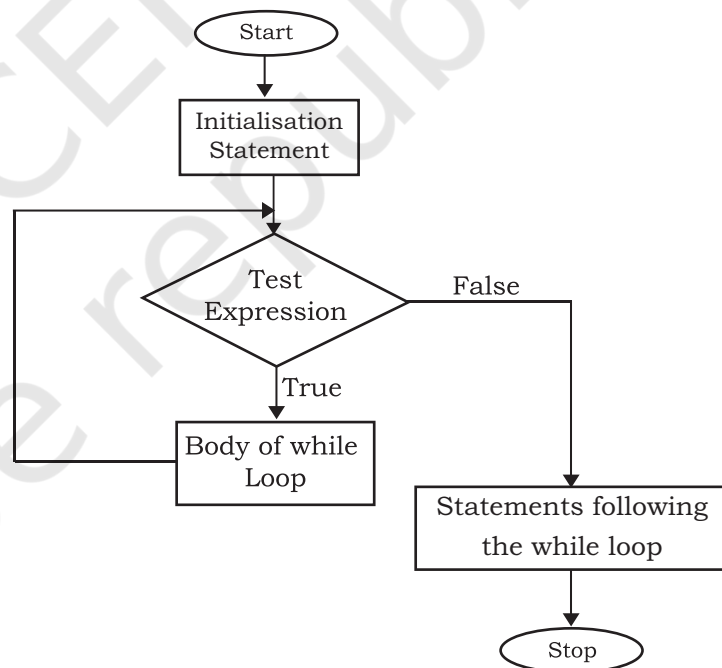 Start
Initialisation
Statement
Test
Expression
False
True
Body of while
Loop
Statements following
the while loop
Stop